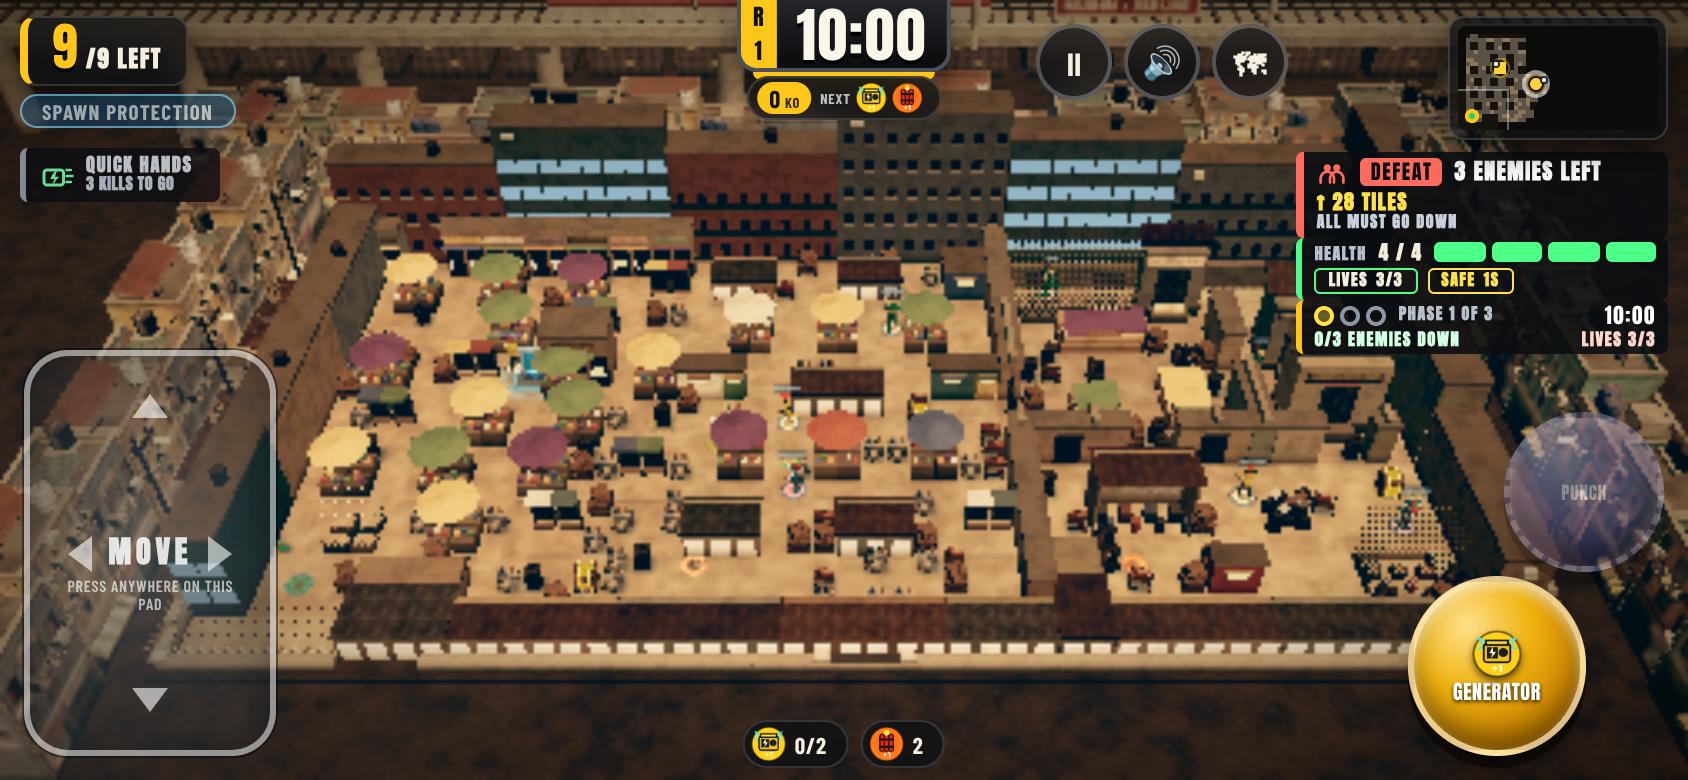 9 /9 LEFT
SPAWN PROTECTION
QUICK HANDS
3 KILLS TO GO
R
1
10:00
0 KO NEXT
DEFEAT 3 ENEMIES LEFT
↑ 28 TILES
ALL MUST GO DOWN
HEALTH 4 / 4
LIVES 3/3 SAFE 1S
PHASE 1 OF 3 10:00
0/3 ENEMIES DOWN LIVES 3/3
MOVE
PRESS ANYWHERE ON THIS
PAD
PUNCH
+1
GENERATOR
0/2
2